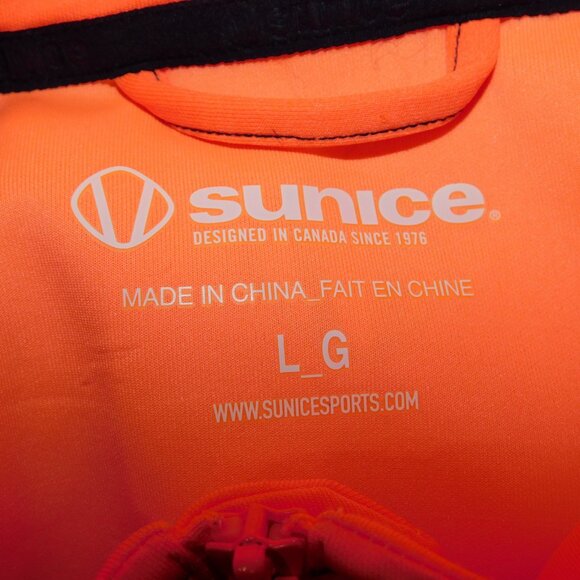 sunice®
DESIGNED IN CANADA SINCE 1976
MADE IN CHINA_FAIT EN CHINE
L_G
WWW.SUNICESPORTS.COM